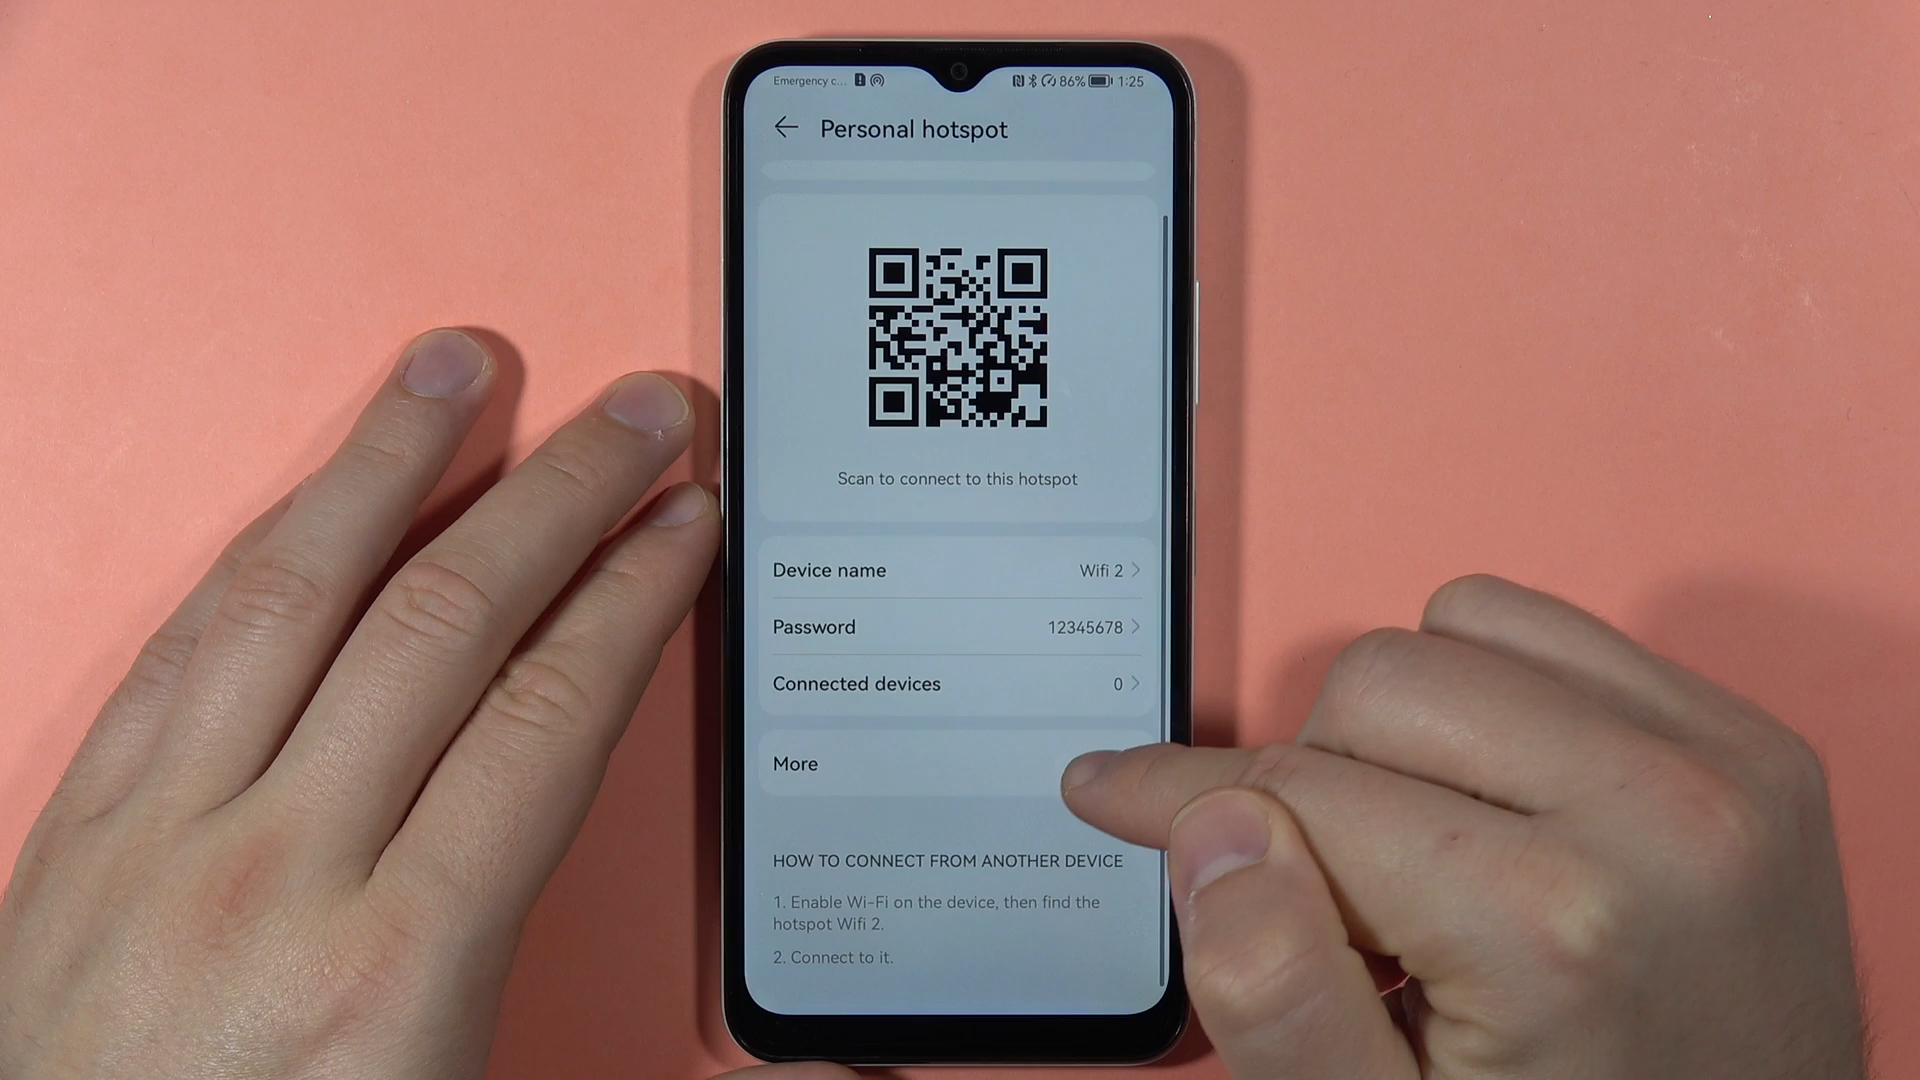 Emergency c... 86% 1:25
Personal hotspot
Scan to connect to this hotspot
Device name Wifi 2
Password 12345678
Connected devices 0
More
HOW TO CONNECT FROM ANOTHER DEVICE
1. Enable Wi-Fi on the device, then find the
hotspot Wifi 2.
2. Connect to it.